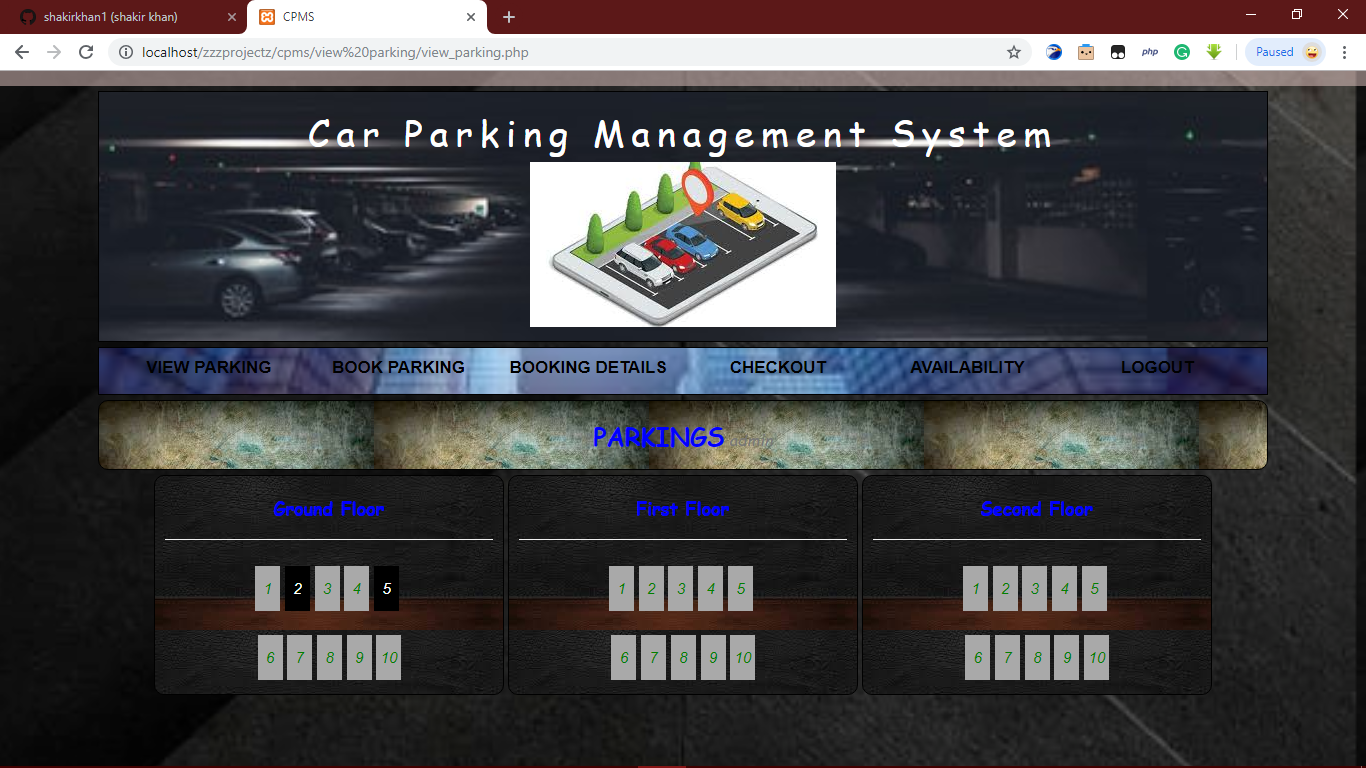 shakirkhan1 (shakir khan)
CPMS
localhost/zzzprojectz/cpms/view%20parking/view_parking.php
php
Paused
Car Parking Management System
VIEW PARKING BOOK PARKING BOOKING DETAILS CHECKOUT AVAILABILITY LOGOUT
PARKINGS
Ground Floor
1 2 3 4 5
6 7 8 9 10
First Floor
1 2 3 4 5
6 7 8 9 10
Second Floor
1 2 3 4 5
6 7 8 9 10